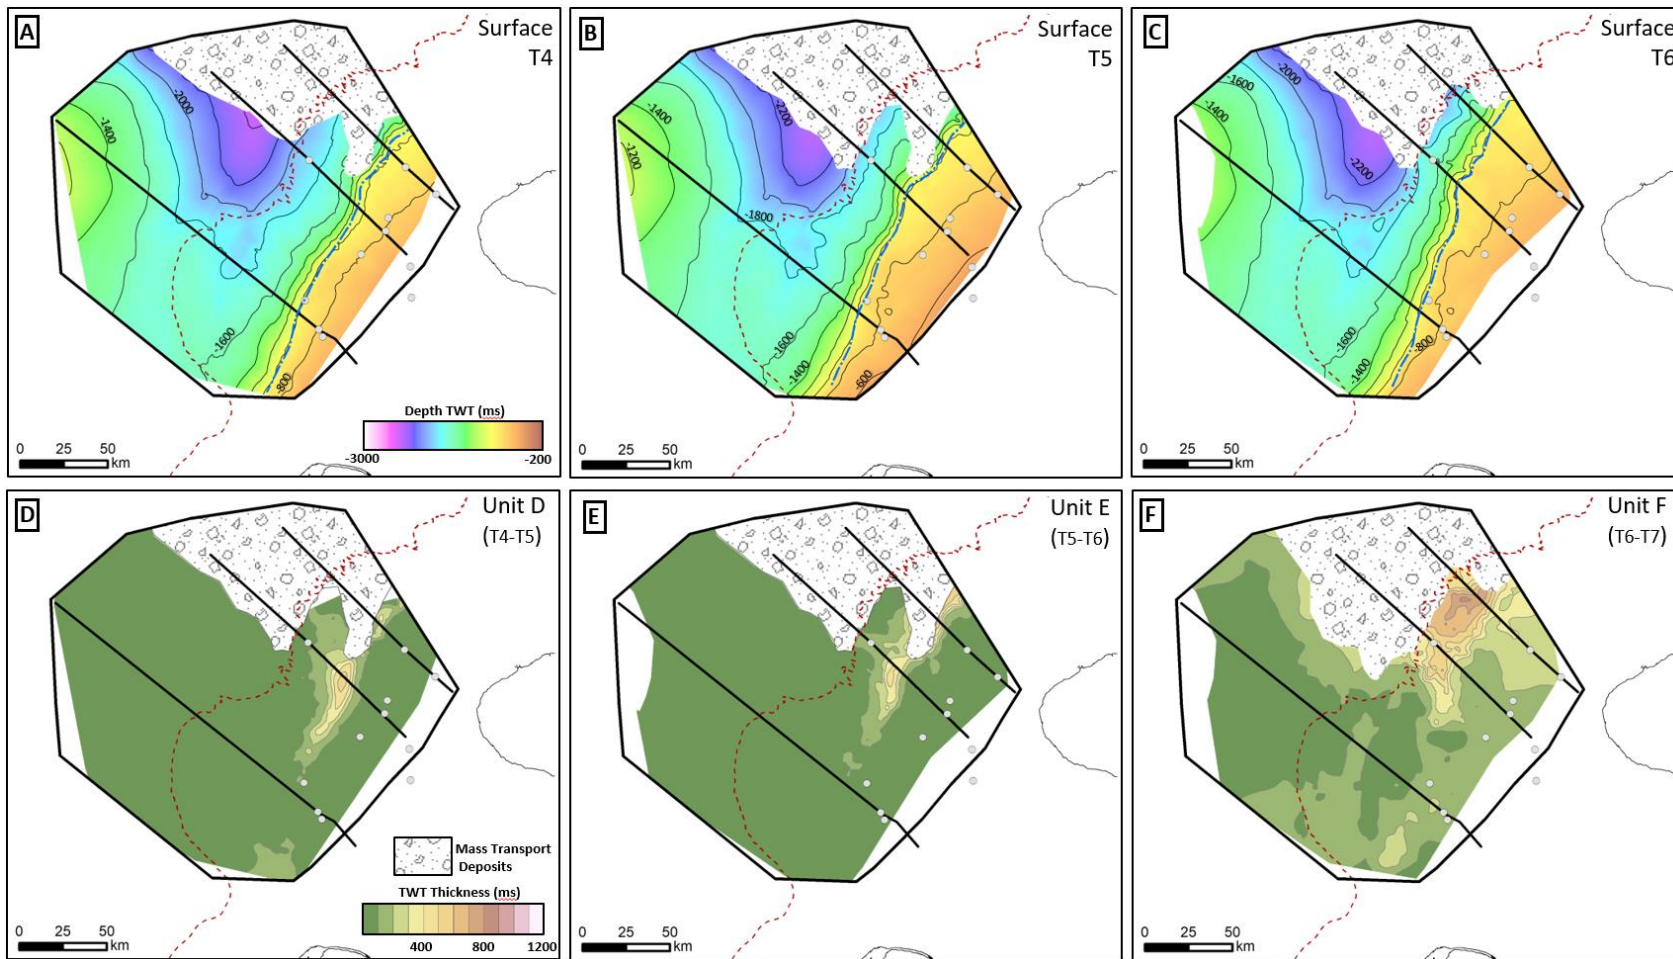 A
Surface
T4
-1400
-2000
-1600
-800
Depth TWT (ms)
-3000
-200
0 25 50
km
B
Surface
T5
-1400
-1200
-2200
-1800
-1600
-1400
-600
0 25 50
km
C
Surface
T6
-1600
-1400
-2000
-2200
-1600
-1400
-800
0 25 50
km
D
Unit D
(T4-T5)
Mass Transport
Deposits
TWT Thickness (ms)
400 800 1200
0 25 50
km
E
Unit E
(T5-T6)
0 25 50
km
F
Unit F
(T6-T7)
0 25 50
km